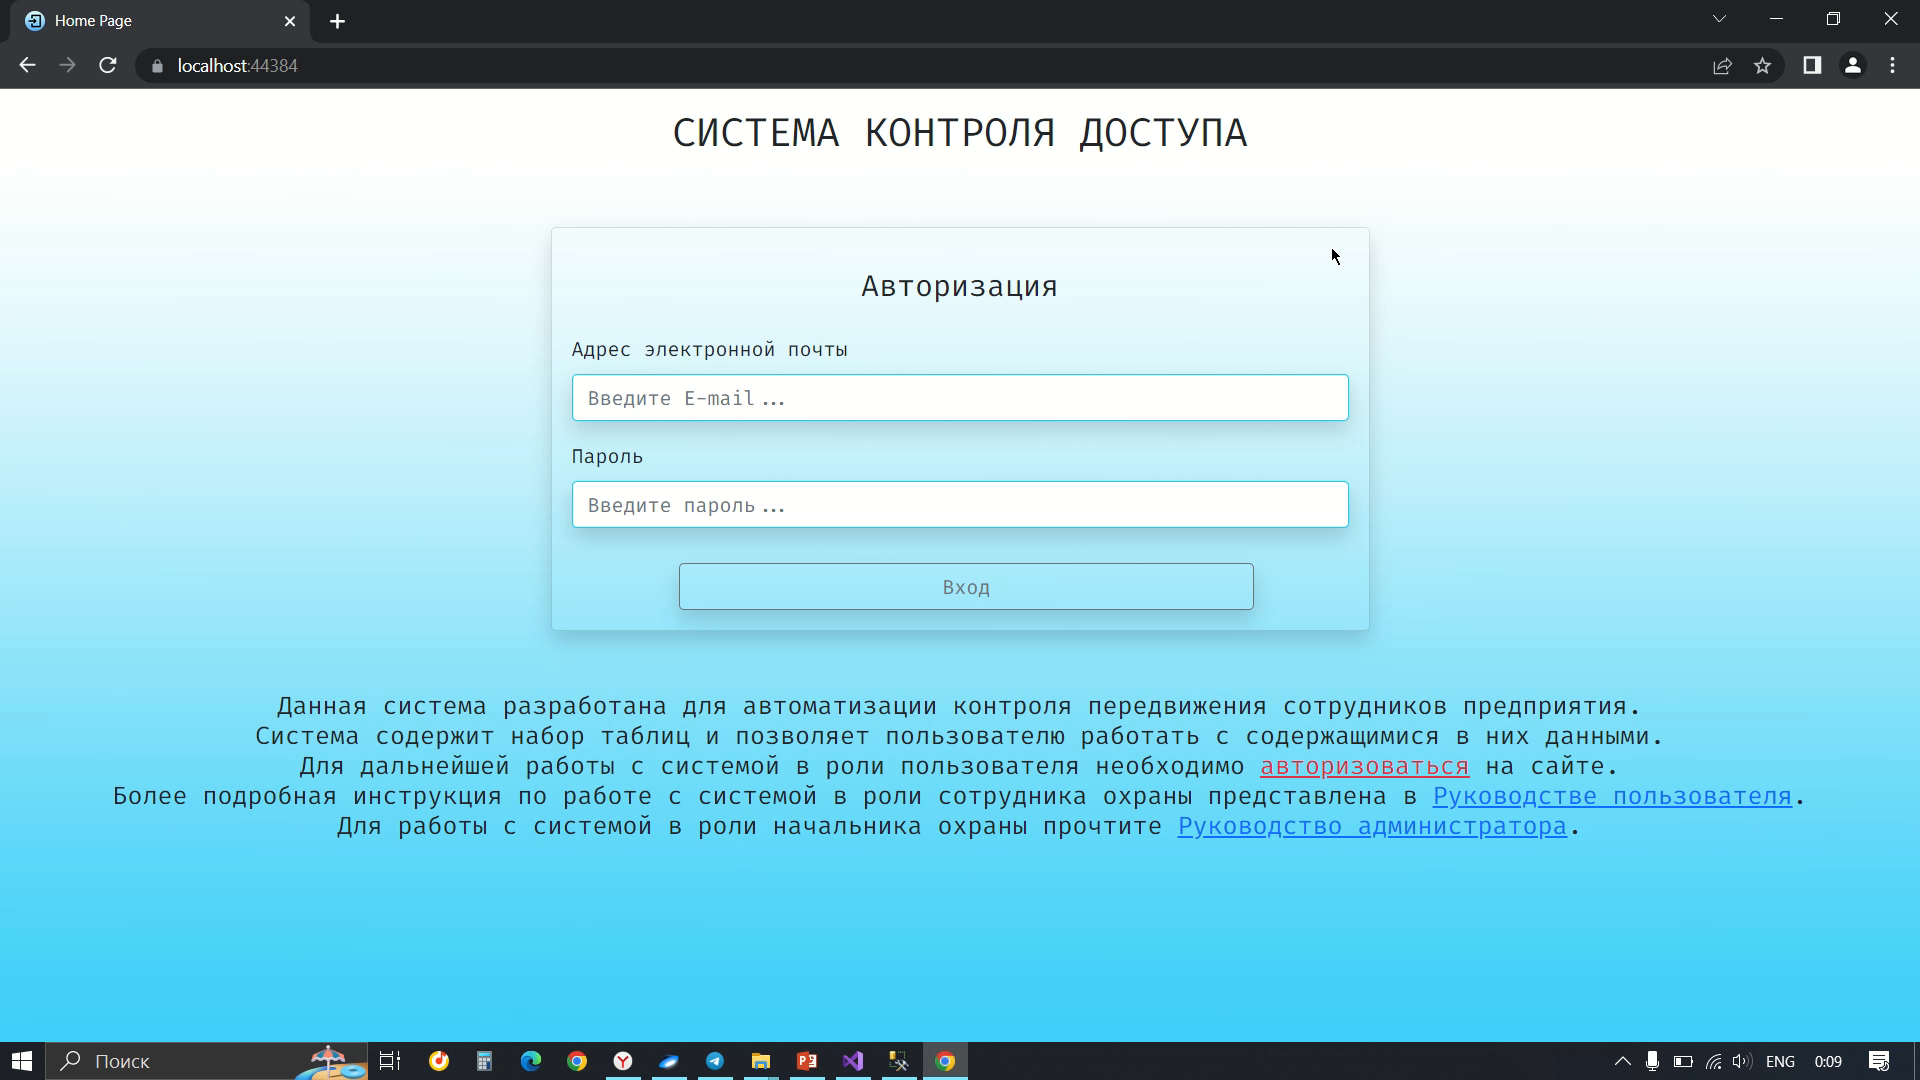 Home Page
localhost:44384
СИСТЕМА КОНТРОЛЯ ДОСТУПА
Авторизация
Адрес электронной почты
Введите E-mail...
Пароль
Введите пароль...
Вход
Данная система разработана для автоматизации контроля передвижения сотрудников предприятия.
Система содержит набор таблиц и позволяет пользователю работать с содержащимися в них данными.
Для дальнейшей работы с системой в роли пользователя необходимо авторизоваться на сайте.
Более подробная инструкция по работе с системой в роли сотрудника охраны представлена в Руководстве пользователя.
Для работы с системой в роли начальника охраны прочтите Руководство администратора.
Поиск
ENG
0:09